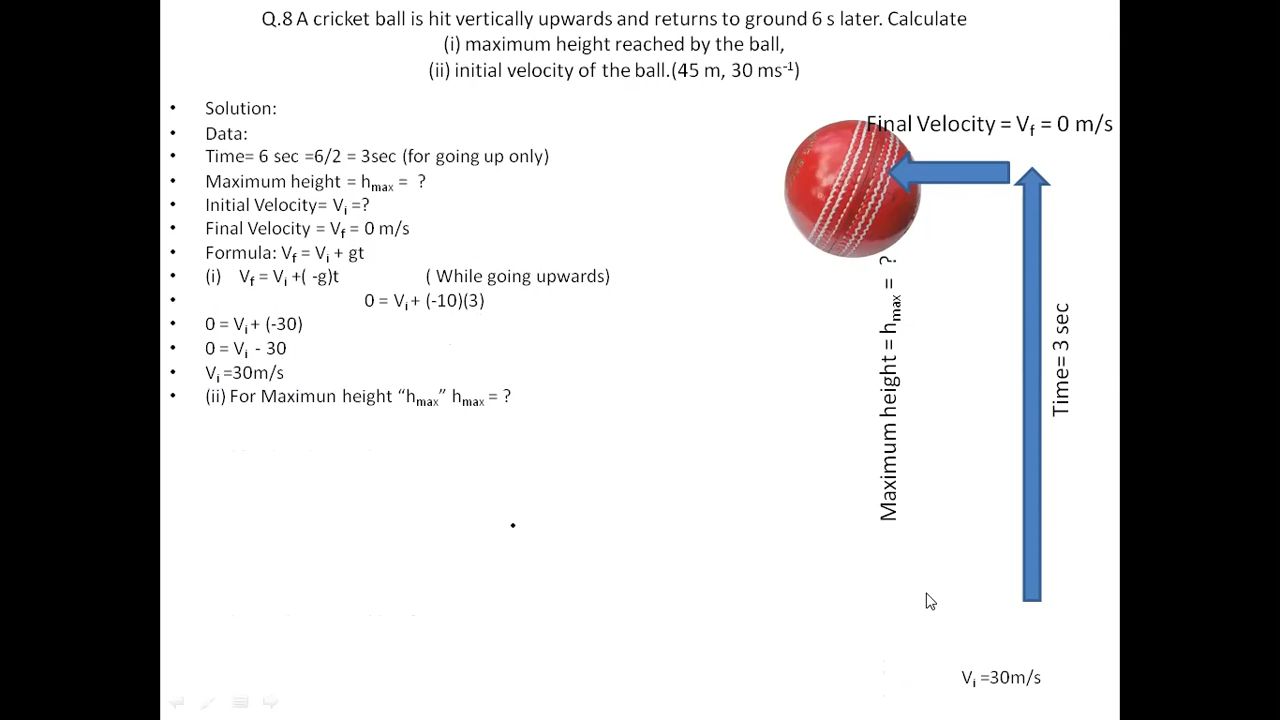 Q.8 A cricket ball is hit vertically upwards and returns to ground 6 s later. Calculate
(i) maximum height reached by the ball,
(ii) initial velocity of the ball.(45 m, 30 ms⁻¹)
• Solution:
• Data:
• Time= 6 sec =6/2 = 3sec (for going up only)
• Maximum height = hmax = ?
• Initial Velocity= Vi =?
• Final Velocity = Vf = 0 m/s
• Formula: Vf = Vi + gt
• (i) Vf = Vi +( -g)t ( While going upwards)
• 0 = Vi + (-10)(3)
• 0 = Vi + (-30)
• 0 = Vi - 30
• Vi =30m/s
• (ii) For Maximun height “hmax” hmax = ?
Final Velocity = Vf = 0 m/s
Maximum height = hmax = ?
Time= 3 sec
Vi =30m/s